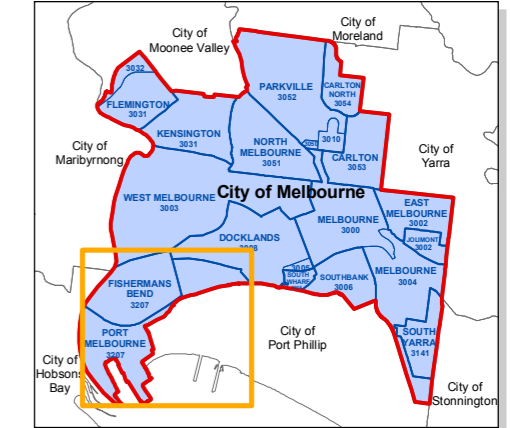 City of
Moreland
City of
Moonee Valley
3032
PARKVILLE
3052
CARLTON
NORTH
3054
FLEMINGTON
3031
KENSINGTON
3031
NORTH
MELBOURNE
3051
3010
CARLTON
3053
City of
Maribyrnong
City of
Yarra
City of Melbourne
WEST MELBOURNE
3003
EAST
MELBOURNE
3002
MELBOURNE
3000
DOCKLANDS
3008
JOLIMONT
3002
MELBOURNE
3004
SOUTH
WHARF
SOUTHBANK
3006
FISHERMANS
BEND
3207
PORT
MELBOURNE
3207
SOUTH
YARRA
3141
City of
Port Phillip
City of
Hobsons
Bay
City of
Stonnington